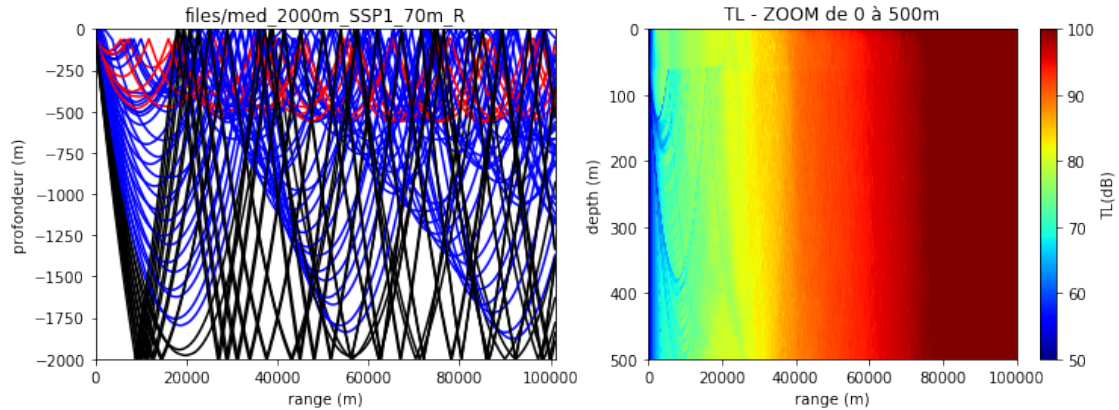 files/med_2000m_SSP1_70m_R
profondeur (m)
0
−250
−500
−750
−1000
−1250
−1500
−1750
−2000
0 20000 40000 60000 80000 100000
range (m)
TL - ZOOM de 0 à 500m
depth (m)
0
100
200
300
400
500
0 20000 40000 60000 80000 100000
range (m)
100
90
80
70
60
50
TL(dB)